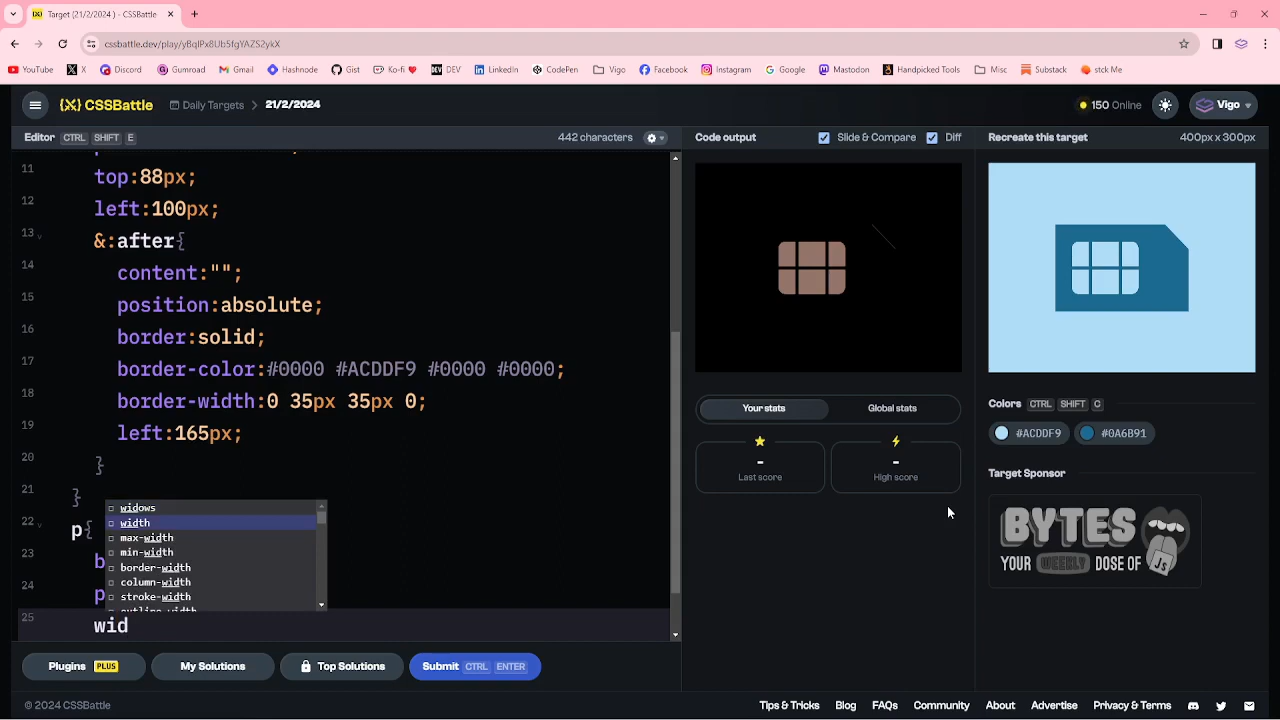 Target (21/2/2024 ) - CSSBattle
cssbattle.dev/play/yBqlPx8Ub5fgYAZS2ykX
YouTube X Discord Gumroad Gmail Hashnode Gist Ko-fi DEV LinkedIn CodePen Vigo Facebook Instagram Google Mastodon Handpicked Tools Misc Substack stck Me
{X} CSSBattle Daily Targets > 21/2/2024 150 Online Vigo
Editor CTRL SHIFT E 442 characters
Code output Slide & Compare Diff
Recreate this target 400px x 300px
11
12 top:88px;
left:100px;
13 &:after{
14 content:"";
15 position:absolute;
16 border:solid;
17 border-color:#0000 #ACDDF9 #0000 #0000;
18 border-width:0 35px 35px 0;
19 left:165px;
20 }
21 }
22 p{
23 b
24 p
25 wid
widows
width
max-width
min-width
border-width
column-width
stroke-width
outline-width
Your stats Global stats
- Last score
- High score
Colors CTRL SHIFT C
#ACDDF9 #0A6B91
Target Sponsor
BYTES
YOUR WEEKLY DOSE OF JS
Plugins PLUS My Solutions Top Solutions Submit CTRL ENTER
© 2024 CSSBattle Tips & Tricks Blog FAQs Community About Advertise Privacy & Terms